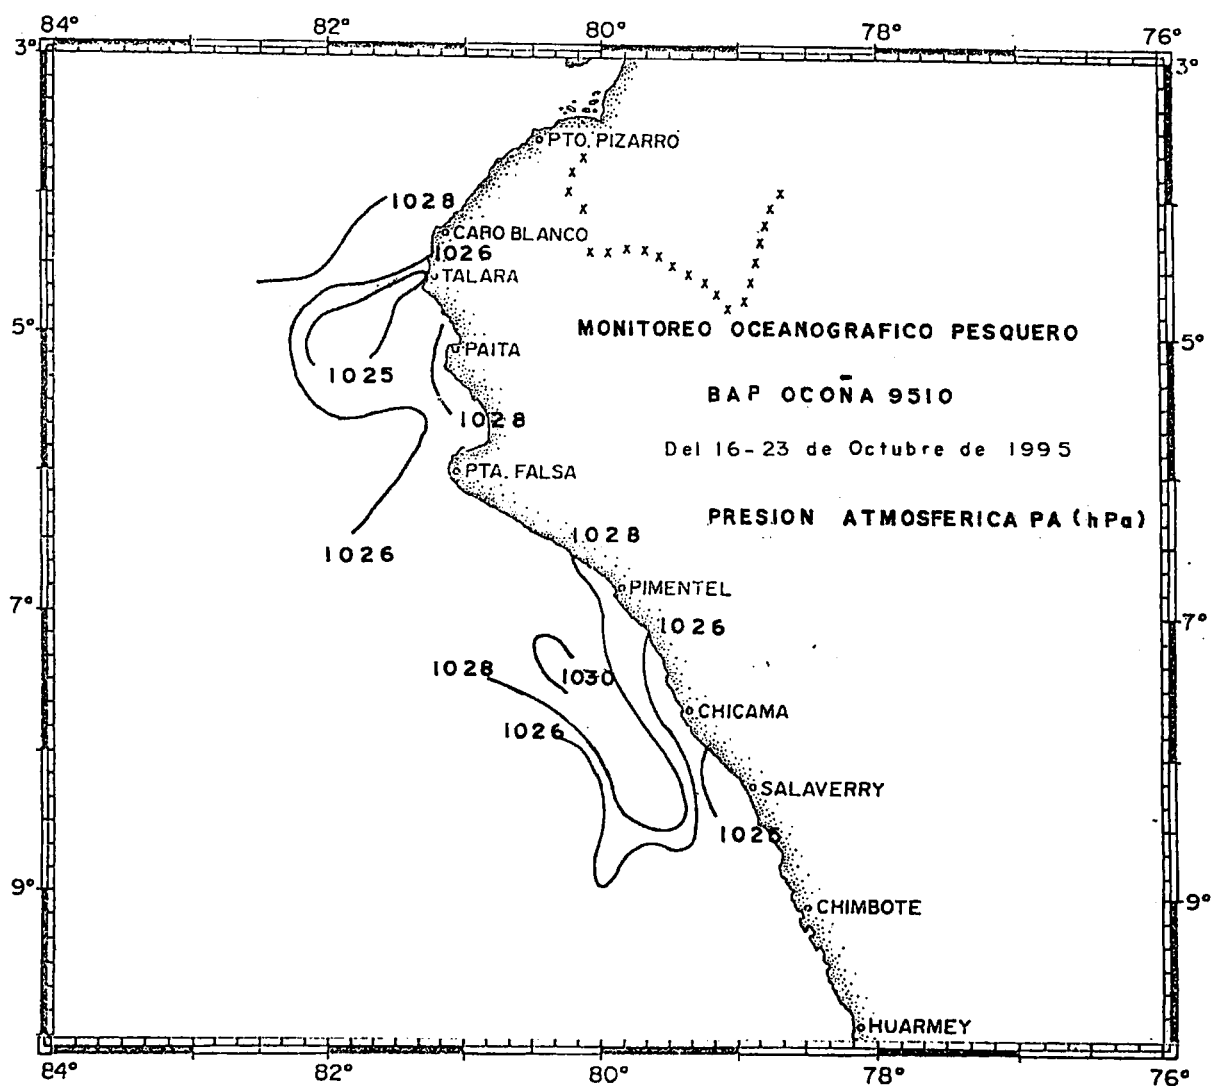 84° 82° 80° 78° 76°
3° 3°
PTO. PIZARRO
1028
CARO BLANCO
1026
TALARA
5° MONITOREO OCEANOGRAFICO PESQUERO 5°
PAITA
1025
BAP OCOÑA 9510
1028
Del 16-23 de Octubre de 1995
PTA. FALSA
PRESION ATMOSFERICA PA (hPa)
1028
1026
PIMENTEL
7° 7°
1026
1028
1030
CHICAMA
1026
SALAVERRY
9° 9°
CHIMBOTE
HUARMEY
84° 82° 80° 78° 76°